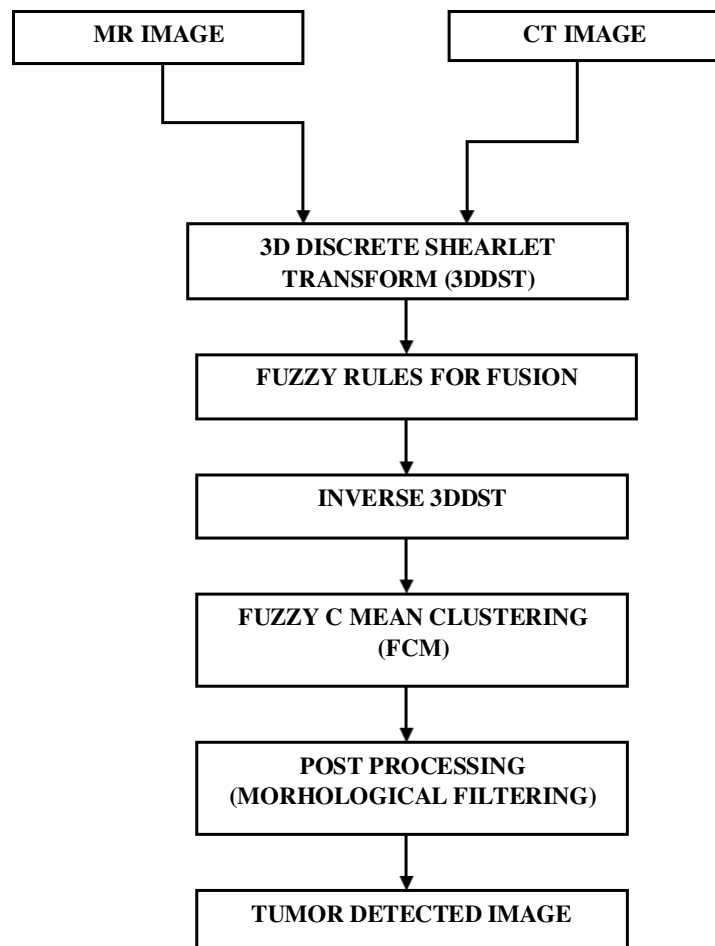 MR IMAGE
CT IMAGE
3D DISCRETE SHEARLET
TRANSFORM (3DDST)
FUZZY RULES FOR FUSION
INVERSE 3DDST
FUZZY C MEAN CLUSTERING
(FCM)
POST PROCESSING
(MORHOLOGICAL FILTERING)
TUMOR DETECTED IMAGE